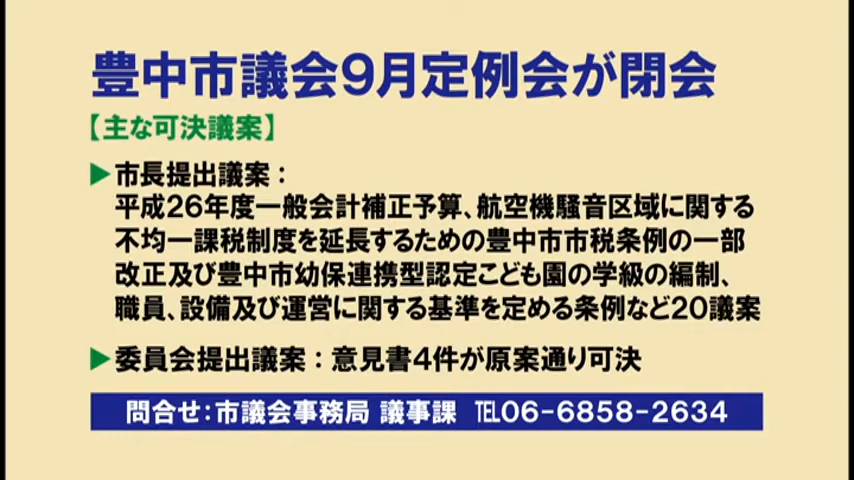 豊中市議会9月定例会が閉会
【主な可決議案】
▶市長提出議案：
平成26年度一般会計補正予算、航空機騒音区域に関する
不均一課税制度を延長するための豊中市市税条例の一部
改正及び豊中市幼保連携型認定こども園の学級の編制、
職員、設備及び運営に関する基準を定める条例など20議案
▶委員会提出議案：意見書4件が原案通り可決
問合せ：市議会事務局 議事課 ℡06-6858-2634